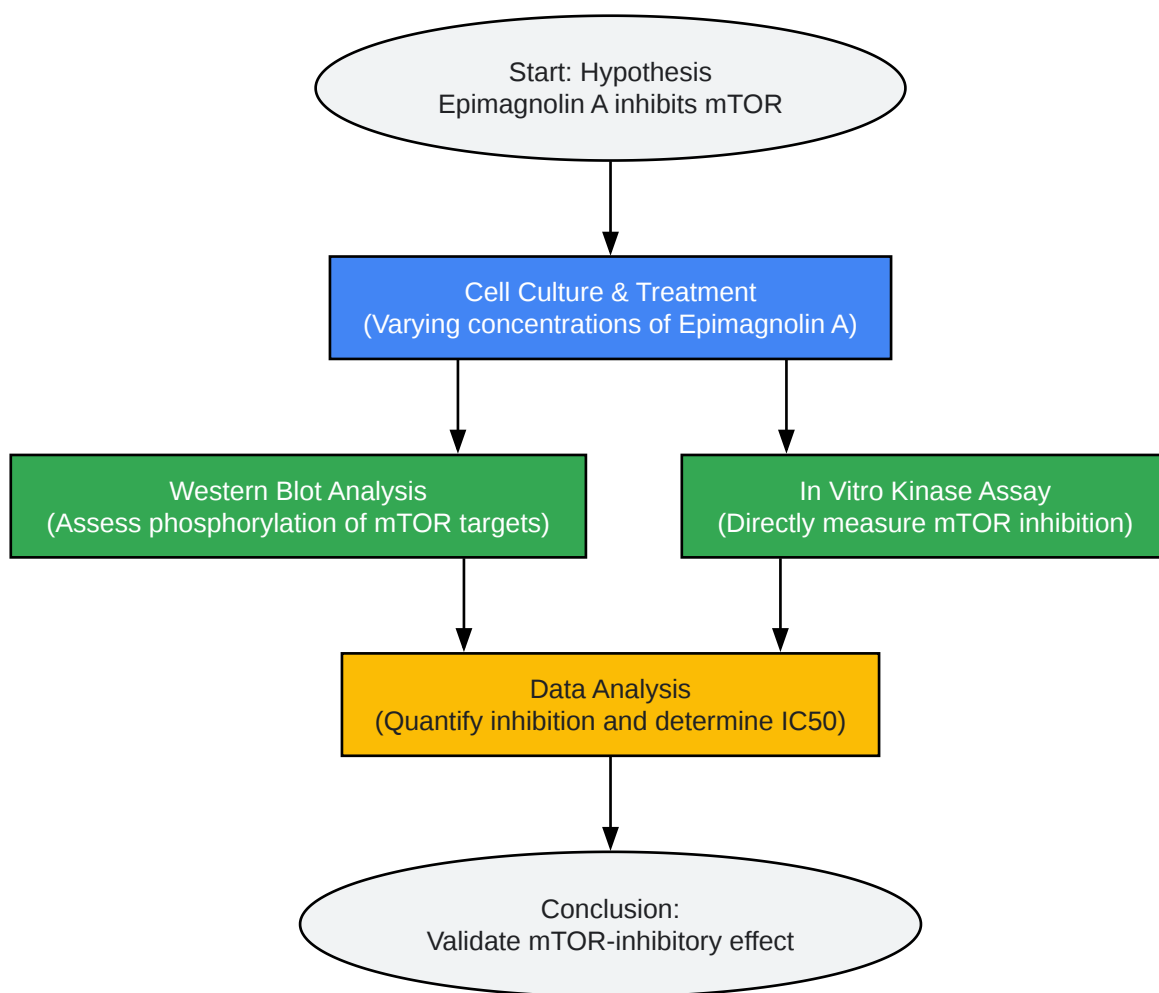 Start: Hypothesis
Epimagnolin A inhibits mTOR
Cell Culture & Treatment
(Varying concentrations of Epimagnolin A)
Western Blot Analysis
(Assess phosphorylation of mTOR targets)
In Vitro Kinase Assay
(Directly measure mTOR inhibition)
Data Analysis
(Quantify inhibition and determine IC50)
Conclusion:
Validate mTOR-inhibitory effect